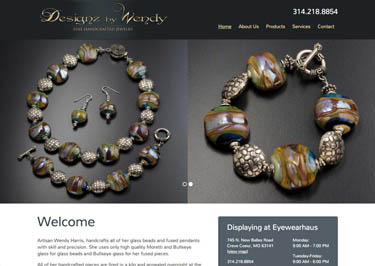 Designz by Wendy
FINE HANDCRAFTED JEWELRY
314.218.8854
Home About Us Products Services Contact
Welcome
Artisan Wendy Harris, handcrafts all of her glass beads and fused pendants
with skill and precision. She uses only high quality Moretti and Bullseye
glass for glass beads and Bullseye glass for her fused pieces.
All of her handcrafted pieces are fired in a kiln and annealed overnight at the
Displaying at Eyewearhaus
745 N. New Ballas Road
Creve Coeur, MO 63141
(view map)
314.218.8854
Monday:
9:00 AM - 7:00 PM
Tuesday-Friday:
9:00 AM - 6:00 PM